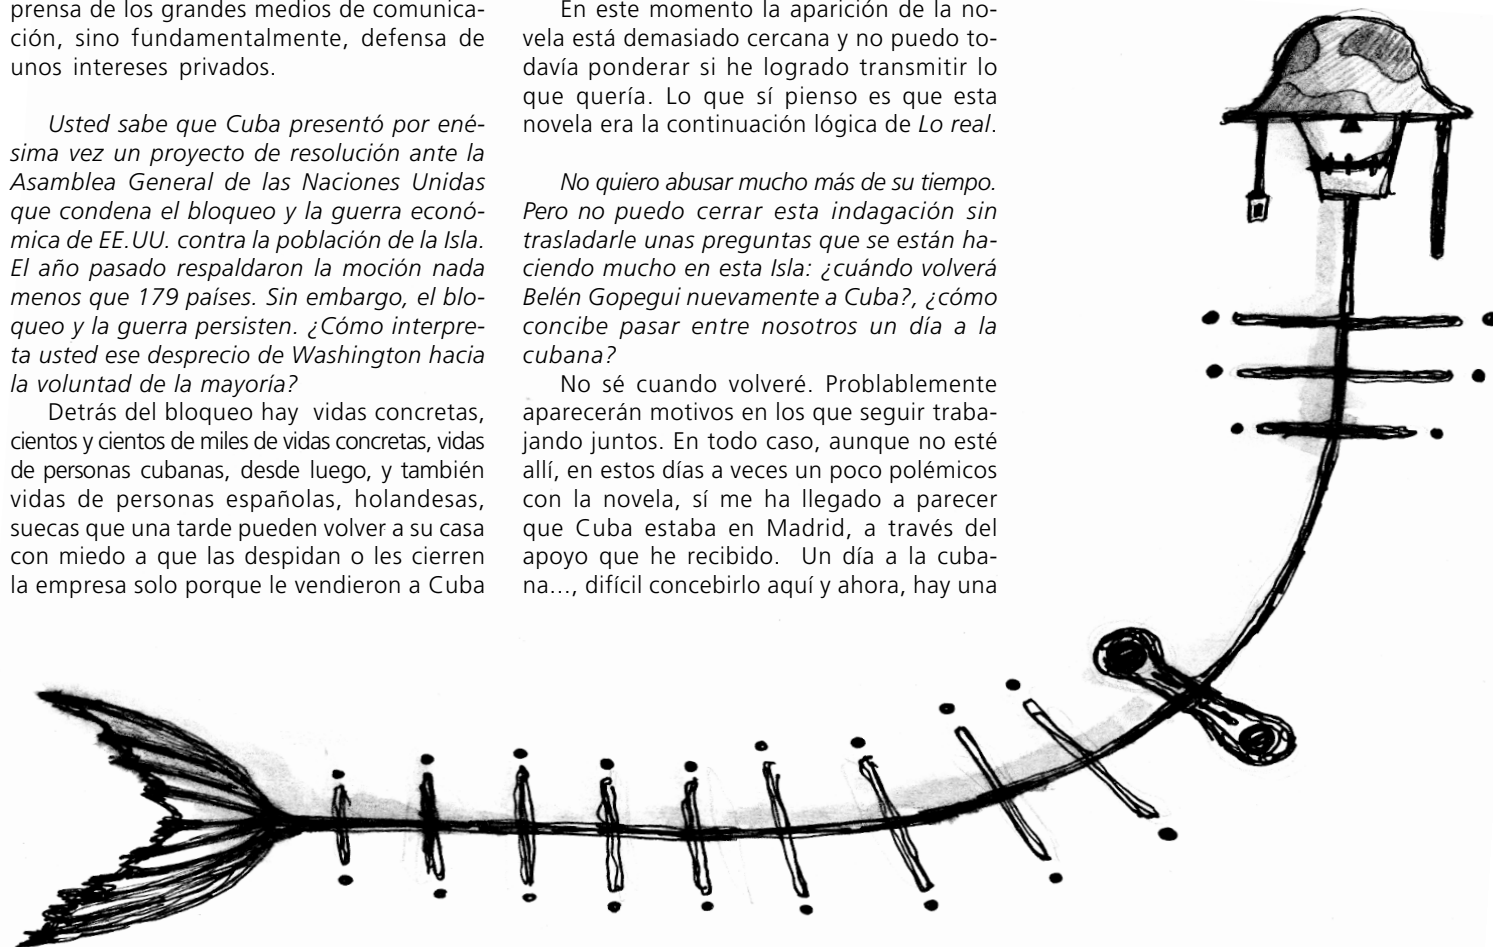 prensa de los grandes medios de comunica-
ción, sino fundamentalmente, defensa de
unos intereses privados.
Usted sabe que Cuba presentó por ené-
sima vez un proyecto de resolución ante la
Asamblea General de las Naciones Unidas
que condena el bloqueo y la guerra econó-
mica de EE.UU. contra la población de la Isla.
El año pasado respaldaron la moción nada
menos que 179 países. Sin embargo, el blo-
queo y la guerra persisten. ¿Cómo interpre-
ta usted ese desprecio de Washington hacia
la voluntad de la mayoría?
Detrás del bloqueo hay vidas concretas,
cientos y cientos de miles de vidas concretas, vidas
de personas cubanas, desde luego, y también
vidas de personas españolas, holandesas,
suecas que una tarde pueden volver a su casa
con miedo a que las despidan o les cierren
la empresa solo porque le vendieron a Cuba
En este momento la aparición de la no-
vela está demasiado cercana y no puedo to-
davía ponderar si he logrado transmitir lo
que quería. Lo que sí pienso es que esta
novela era la continuación lógica de Lo real.
No quiero abusar mucho más de su tiempo.
Pero no puedo cerrar esta indagación sin
trasladarle unas preguntas que se están ha-
ciendo mucho en esta Isla: ¿cuándo volverá
Belén Gopegui nuevamente a Cuba?, ¿cómo
concibe pasar entre nosotros un día a la
cubana?
No sé cuando volveré. Problablemente
aparecerán motivos en los que seguir traba-
jando juntos. En todo caso, aunque no esté
allí, en estos días a veces un poco polémicos
con la novela, sí me ha llegado a parecer
que Cuba estaba en Madrid, a través del
apoyo que he recibido. Un día a la cuba-
na..., difícil concebirlo aquí y ahora, hay una